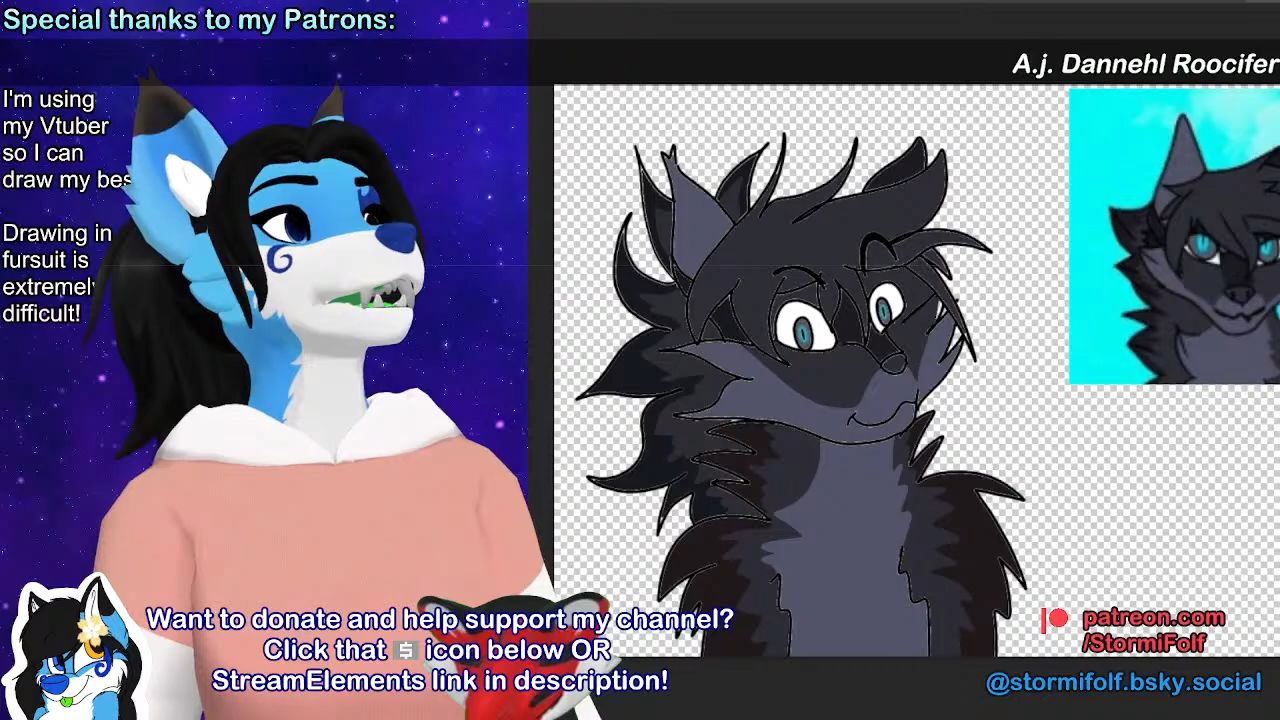 Special thanks to my Patrons:
A.j. Dannehl Roocifer
I'm using
my Vtuber
so I can
draw my bes
Drawing in
fursuit is
extremely
difficult!
Want to donate and help support my channel?
Click that $ icon below OR
StreamElements link in description!
patreon.com
/StormiFolf
@stormifolf.bsky.social